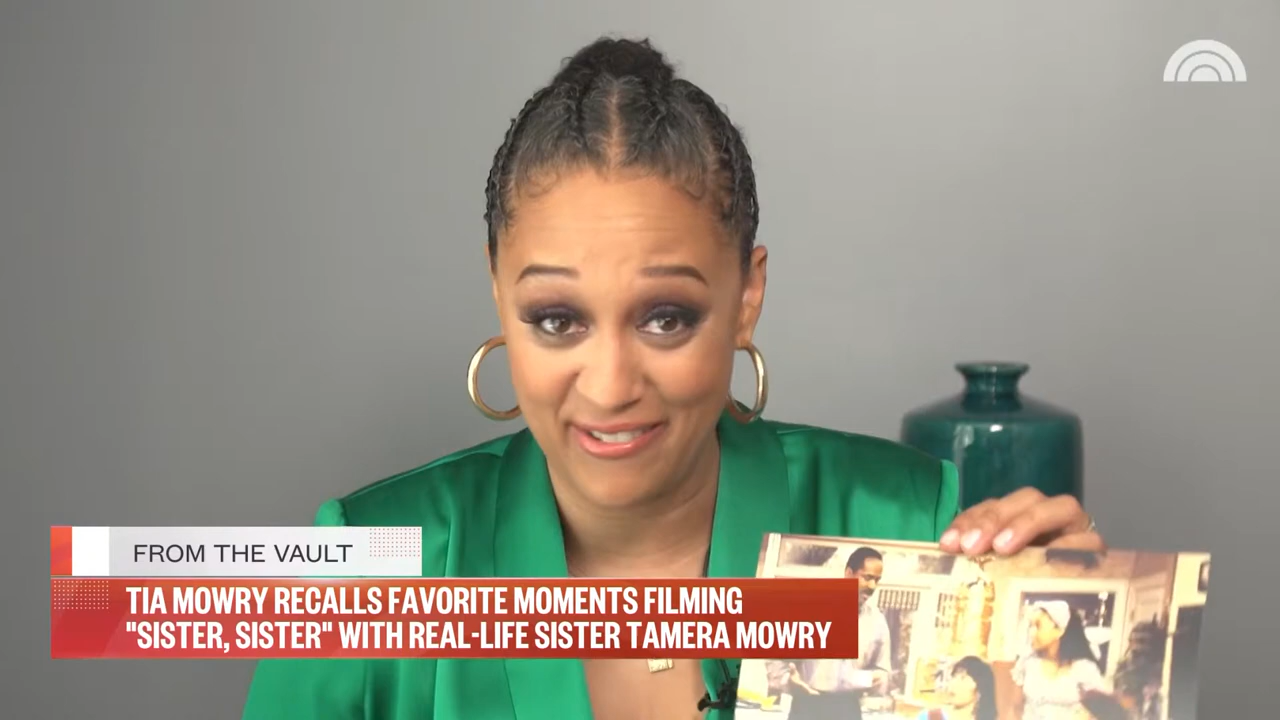 FROM THE VAULT
TIA MOWRY RECALLS FAVORITE MOMENTS FILMING
"SISTER, SISTER" WITH REAL-LIFE SISTER TAMERA MOWRY